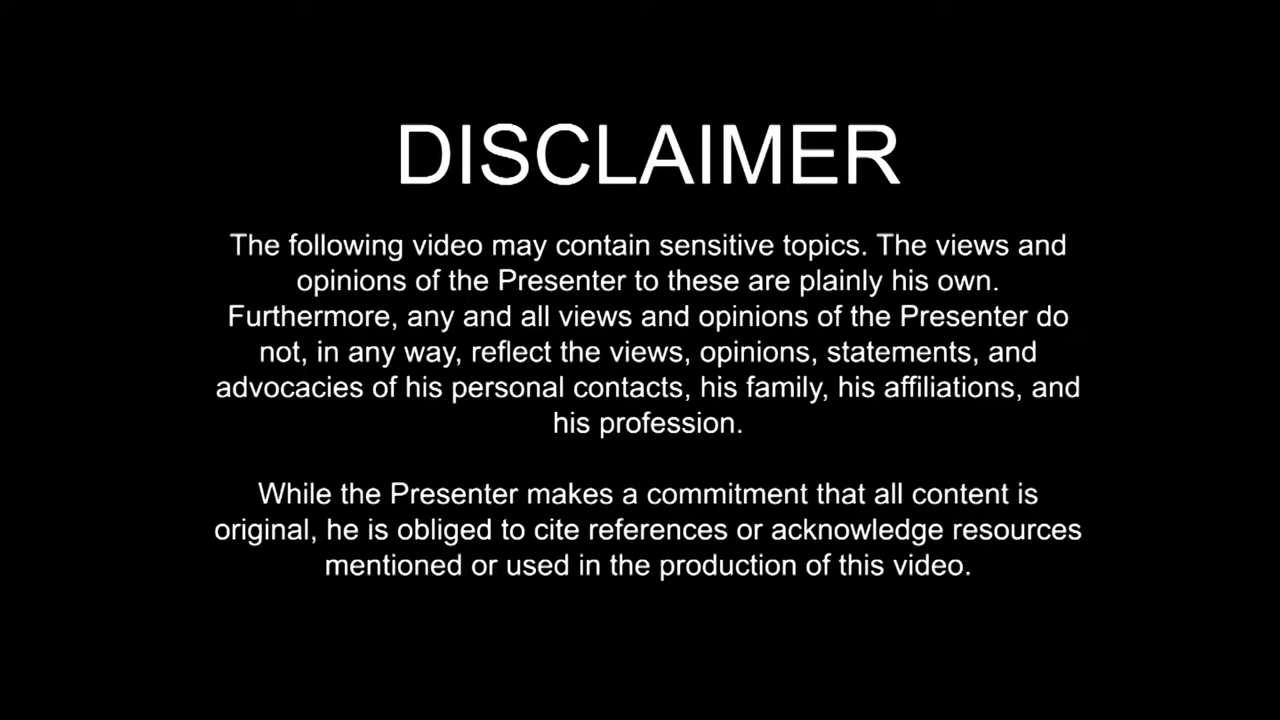 DISCLAIMER
The following video may contain sensitive topics. The views and
opinions of the Presenter to these are plainly his own.
Furthermore, any and all views and opinions of the Presenter do
not, in any way, reflect the views, opinions, statements, and
advocacies of his personal contacts, his family, his affiliations, and
his profession.
While the Presenter makes a commitment that all content is
original, he is obliged to cite references or acknowledge resources
mentioned or used in the production of this video.